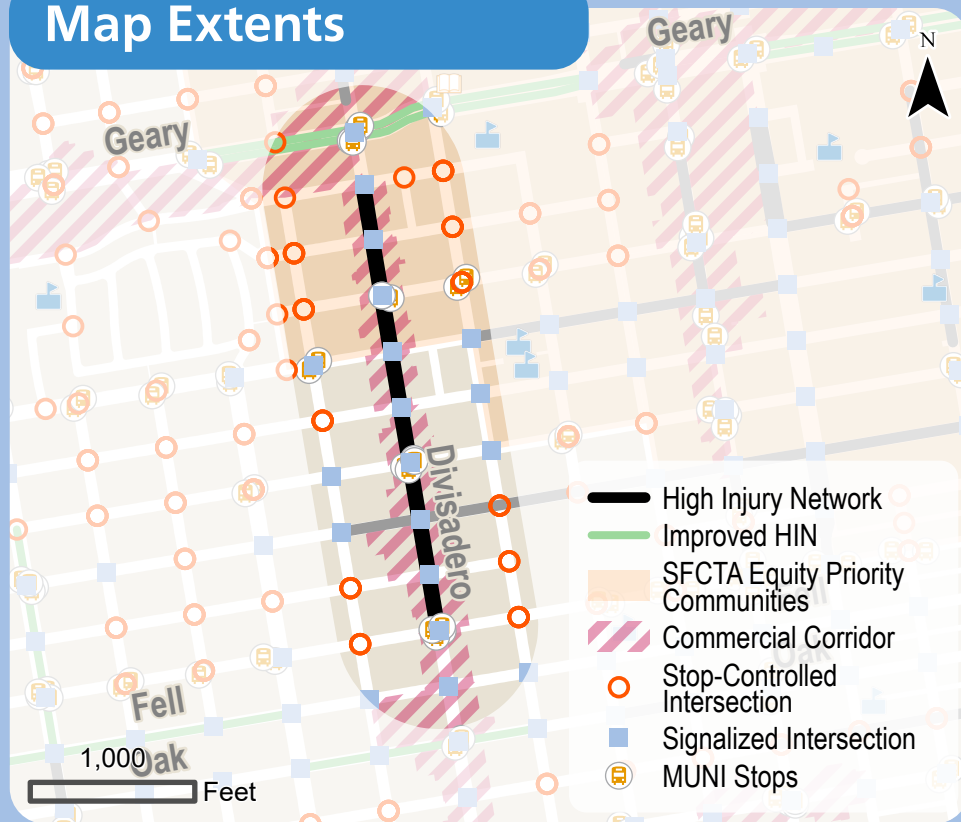 Map Extents
Geary
N
Geary
Divisadero
High Injury Network
Improved HIN
SFCTA Equity Priority
Communities
Commercial Corridor
Stop-Controlled
Intersection
Signalized Intersection
MUNI Stops
Oak
Fell
Oak
1,000
Feet